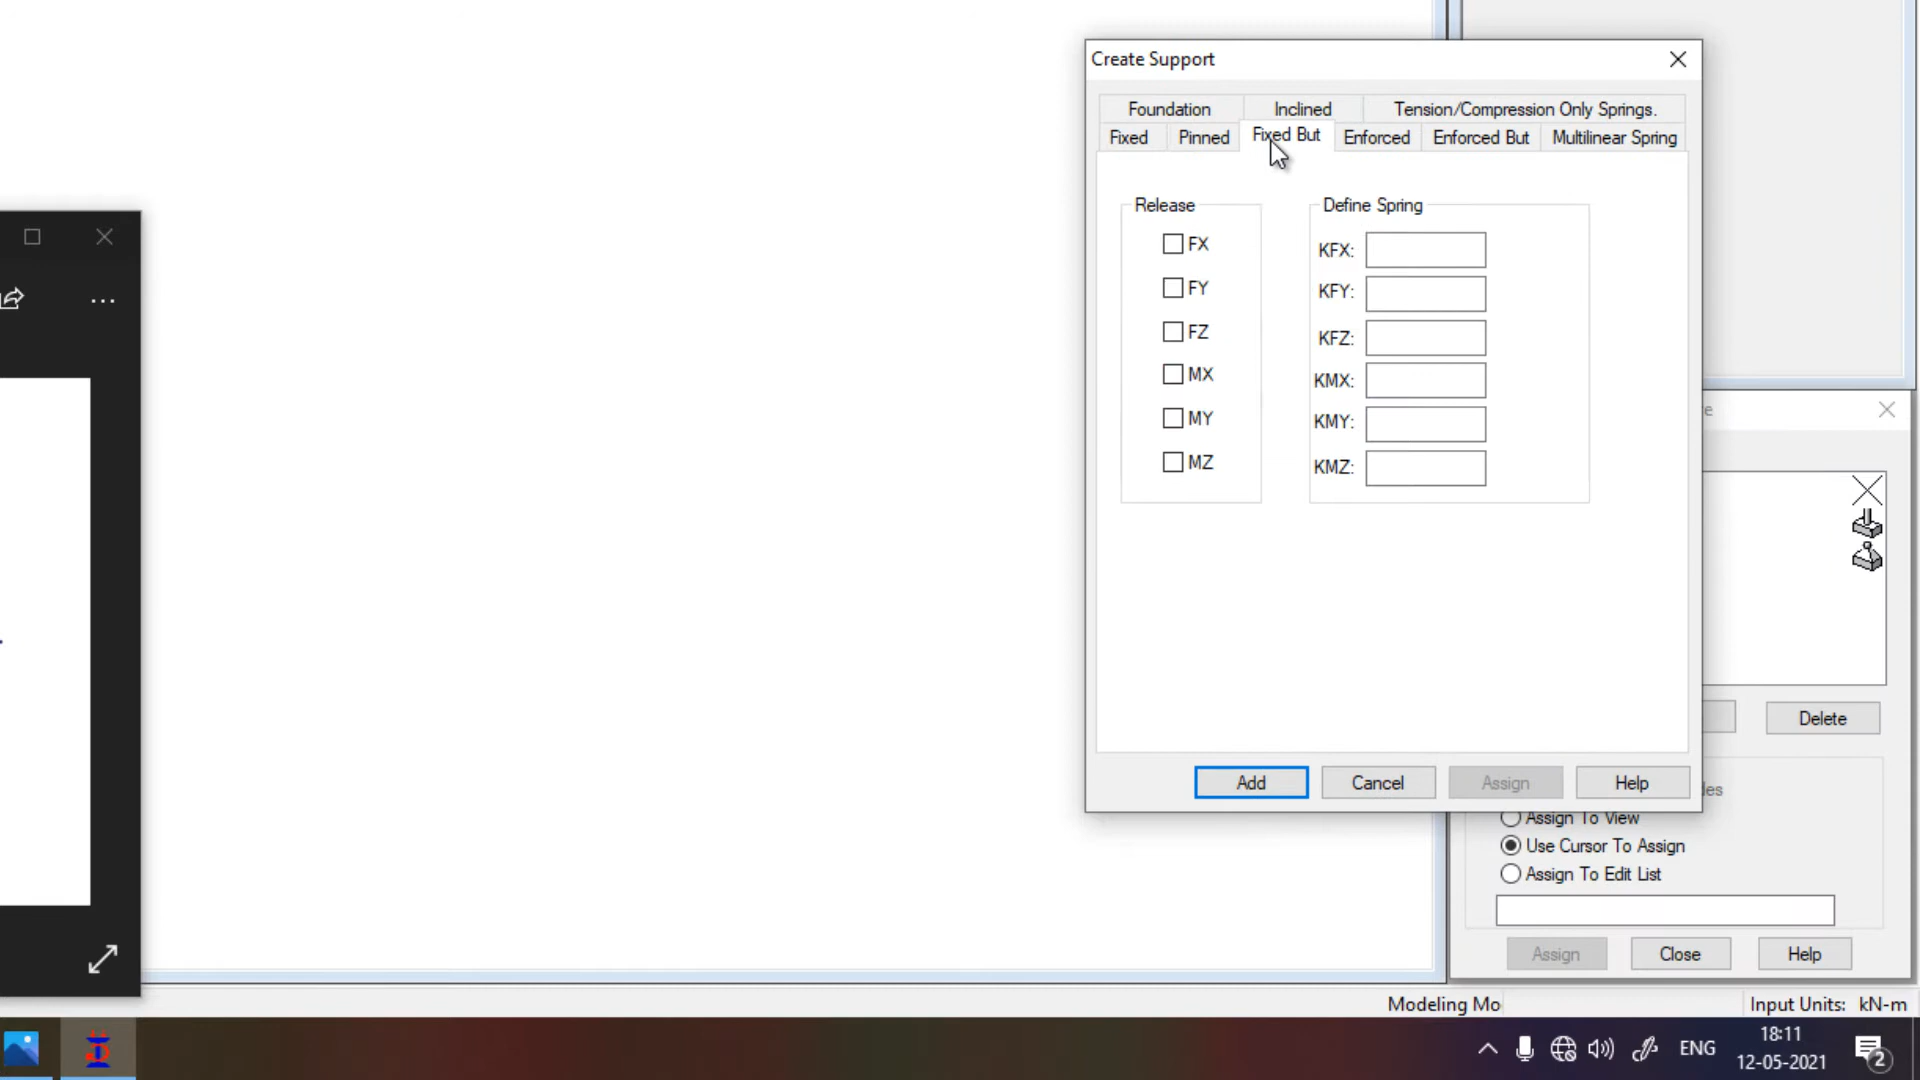 Create Support
Foundation Inclined Tension/Compression Only Springs.
Fixed Pinned Fixed But Enforced Enforced But Multilinear Spring
Release Define Spring
FX KFX:
FY KFY:
FZ KFZ:
MX KMX:
MY KMY:
MZ KMZ:
Delete
Add Cancel Assign Help
Assign To View
Use Cursor To Assign
Assign To Edit List
Assign Close Help
Modeling Mo Input Units: kN-m
ENG 18:11
12-05-2021
2